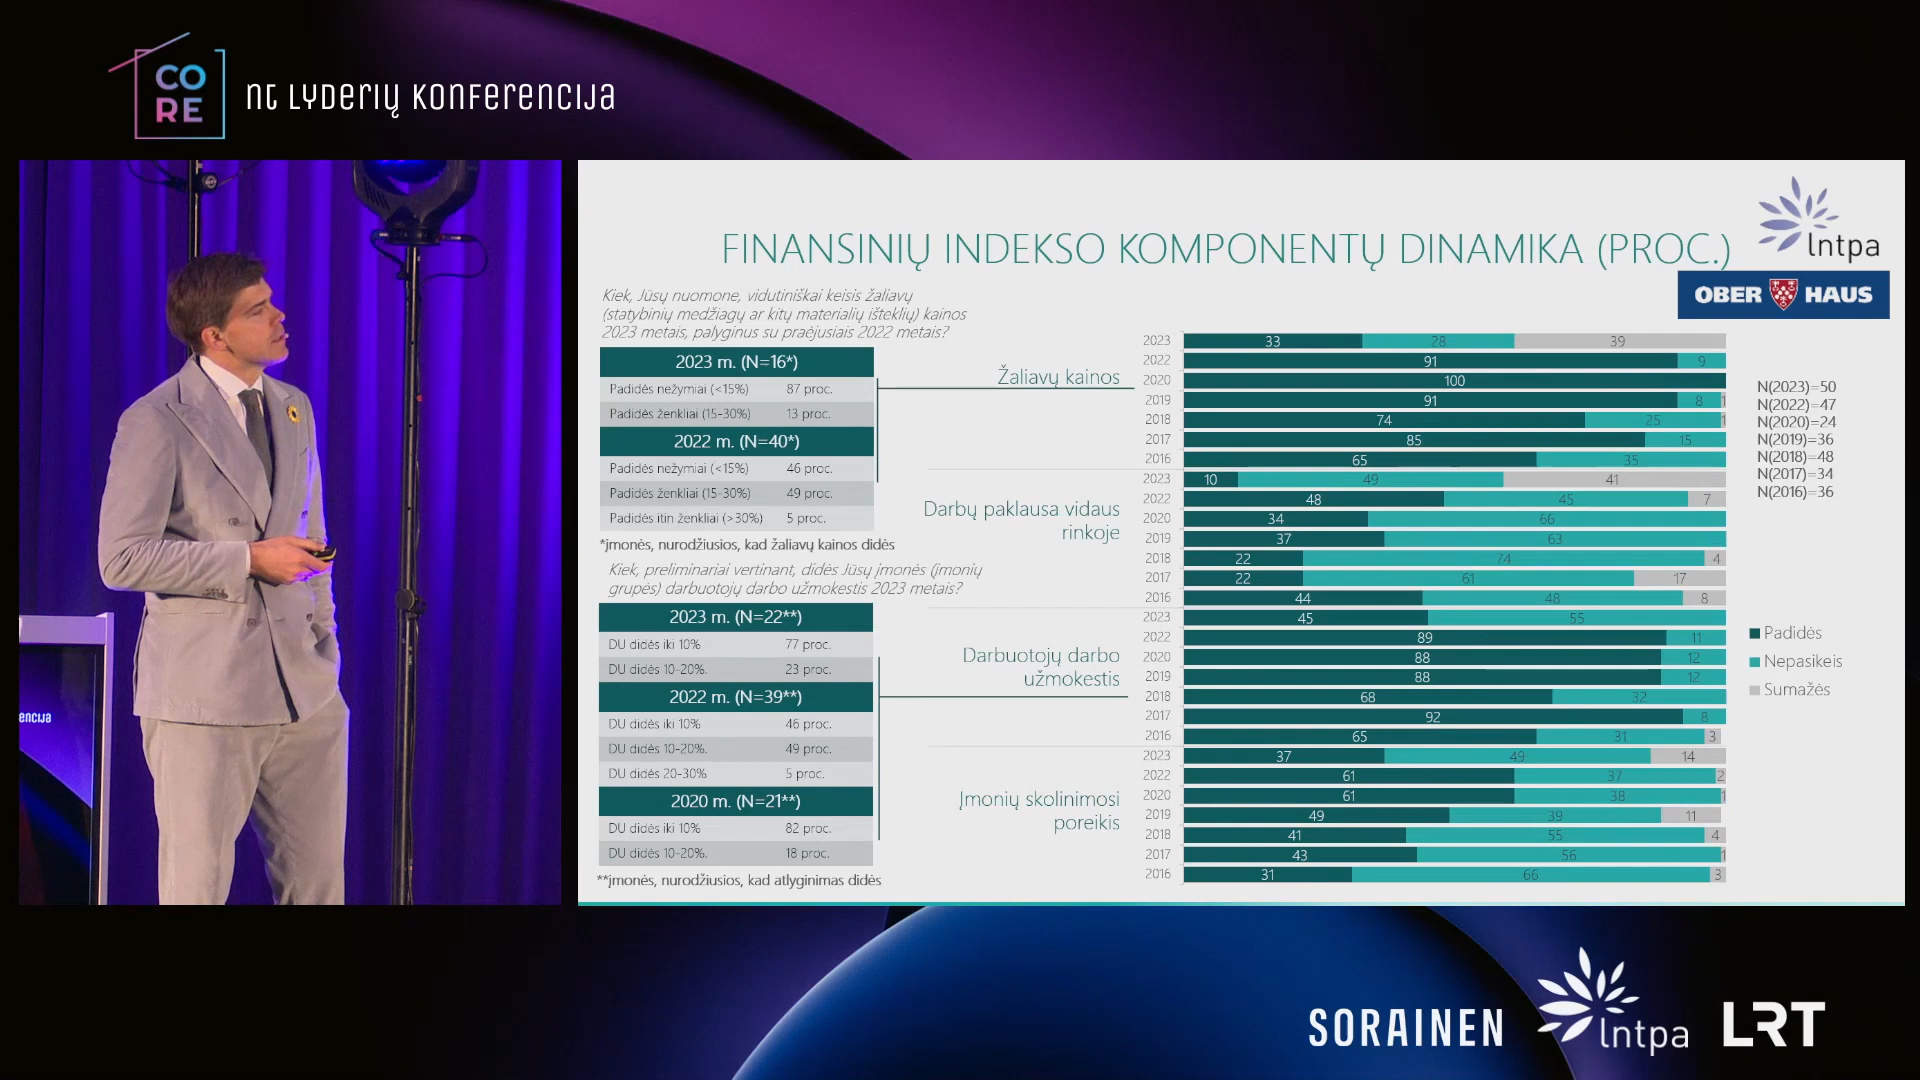 CO
RE
nt Lyderių Konferencija
encija
FINANSINIŲ INDEKSO KOMPONENTŲ DINAMIKA (PROC.)
lntpa
OBER HAUS
Kiek, Jūsų nuomone, vidutiniškai keisis žaliavų
(statybinių medžiagų ar kitų materialių išteklių) kainos
2023 metais, palyginus su praėjusiais 2022 metais?
2023 m. (N=16*)
Padidės nežymiai (<15%) 87 proc.
Padidės ženkliai (15-30%) 13 proc.
2022 m. (N=40*)
Padidės nežymiai (<15%) 46 proc.
Padidės ženkliai (15-30%) 49 proc.
Padidės itin ženkliai (>30%) 5 proc.
*įmonės, nurodžiusios, kad žaliavų kainos didės
Kiek, preliminariai vertinant, didės Jūsų įmonės (įmonių
grupės) darbuotojų darbo užmokestis 2023 metais?
2023 m. (N=22**)
DU didės iki 10% 77 proc.
DU didės 10-20%. 23 proc.
2022 m. (N=39**)
DU didės iki 10% 46 proc.
DU didės 10-20%. 49 proc.
DU didės 20-30% 5 proc.
2020 m. (N=21**)
DU didės iki 10% 82 proc.
DU didės 10-20%. 18 proc.
**įmonės, nurodžiusios, kad atlyginimas didės
Žaliavų kainos
2023 33 28 39
2022 91 9
2020 100
2019 91 8 1
2018 74 25 1
2017 85 15
2016 65 35
Darbų paklausa vidaus
rinkoje
2023 10 49 41
2022 48 45 7
2020 34 66
2019 37 63
2018 22 74 4
2017 22 61 17
2016 44 48 8
Darbuotojų darbo
užmokestis
2023 45 55
2022 89 11
2020 88 12
2019 88 12
2018 68 32
2017 92 8
2016 65 31 3
Įmonių skolinimosi
poreikis
2023 37 49 14
2022 61 37 2
2020 61 38 1
2019 49 39 11
2018 41 55 4
2017 43 56 1
2016 31 66 3
N(2023)=50
N(2022)=47
N(2020)=24
N(2019)=36
N(2018)=48
N(2017)=34
N(2016)=36
Padidės
Nepasikeis
Sumažės
SORAINEN
lntpa
LRT